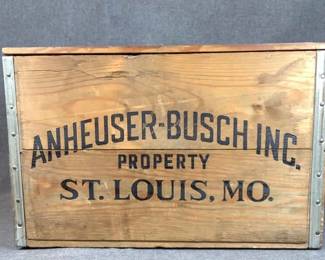 ANHEUSER-BUSCH INC.
PROPERTY
ST. LOUIS, MO.